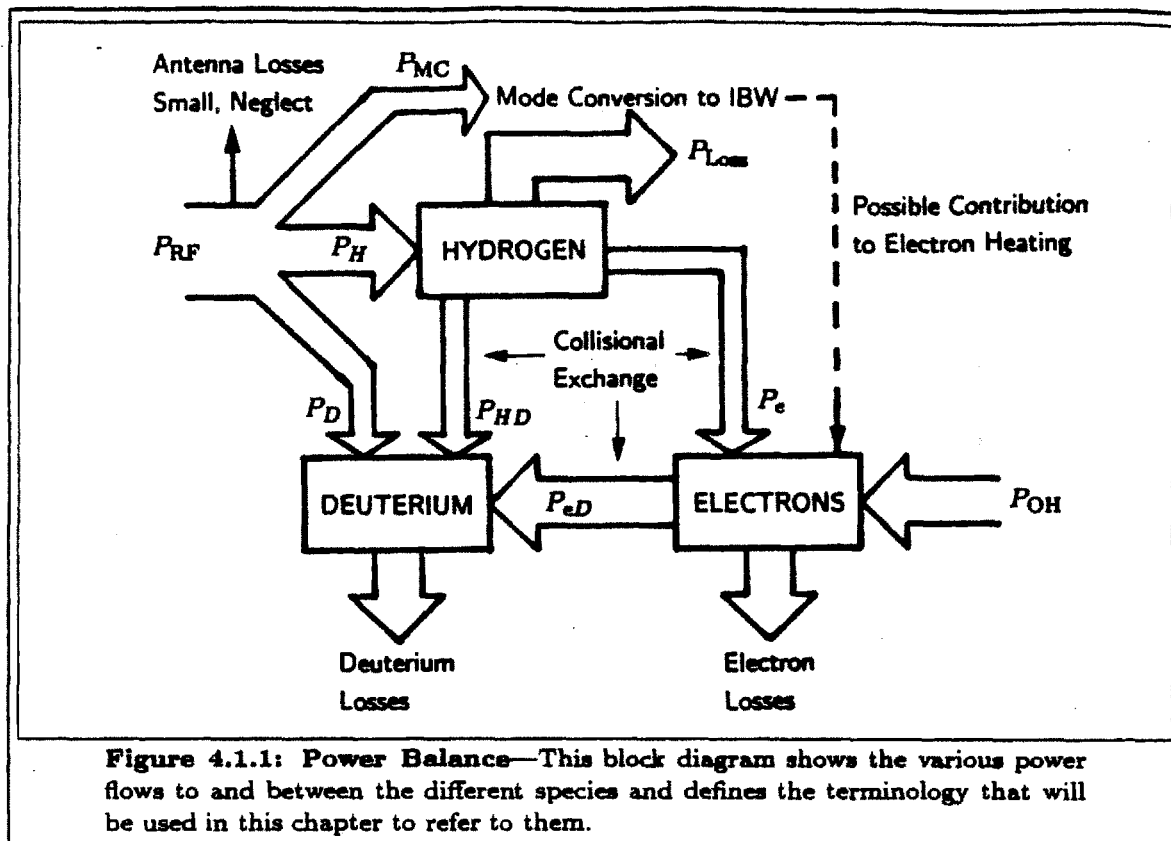 Antenna Losses
Small, Neglect
P_MC
Mode Conversion to IBW
P_Loss
P_RF
P_H
HYDROGEN
Possible Contribution
to Electron Heating
Collisional
Exchange
P_D
P_HD
P_e
DEUTERIUM
P_eD
ELECTRONS
P_OH
Deuterium
Losses
Electron
Losses
Figure 4.1.1: Power Balance—This block diagram shows the various power
flows to and between the different species and defines the terminology that will
be used in this chapter to refer to them.